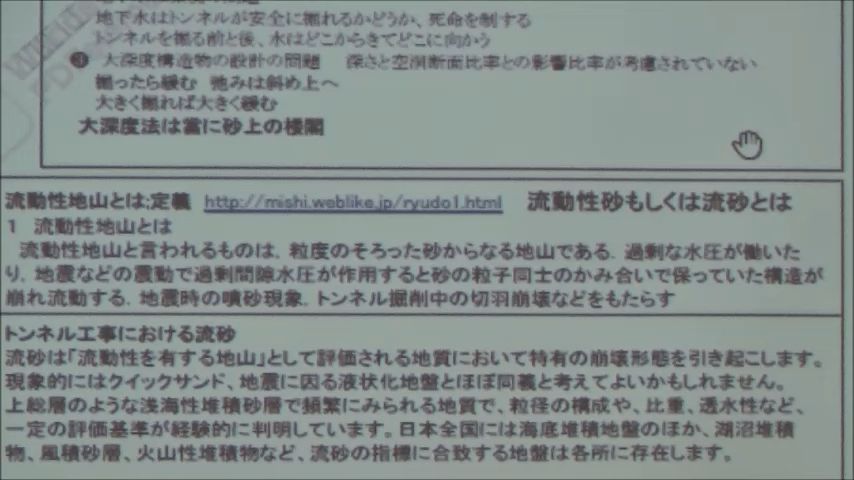 地下水はトンネルが安全に掘れるかどうか、死命を制する
トンネルを掘る前と後、水はどこからきてどこに向かう
❸ 大深度構造物の設計の問題 深さと空洞断面比率との影響比率が考慮されていない
掘ったら緩む 弛みは斜め上へ
大きく掘れば大きく緩む
大深度法は當に砂上の楼閣
流動性地山とは:定義 http://mishi.weblike.jp/ryudo1.html 流動性砂もしくは流砂とは
1 流動性地山とは
流動性地山と言われるものは、粒度のそろった砂からなる地山である．過剰な水圧が働いた
り、地震などの震動で過剰間隙水圧が作用すると砂の粒子同士のかみ合いで保っていた構造が
崩れ流動する．地震時の噴砂現象．トンネル掘削中の切羽崩壊などをもたらす
トンネル工事における流砂
流砂は「流動性を有する地山」として評価される地質において特有の崩壊形態を引き起こします。
現象的にはクイックサンド、地震に因る液状化地盤とほぼ同義と考えてよいかもしれません。
上総層のような浅海性堆積砂層で頻繁にみられる地質で、粒径の構成や、比重、透水性など、
一定の評価基準が経験的に判明しています。日本全国には海底堆積地盤のほか、湖沼堆積
物、風積砂層、火山性堆積物など、流砂の指標に合致する地盤は各所に存在します。